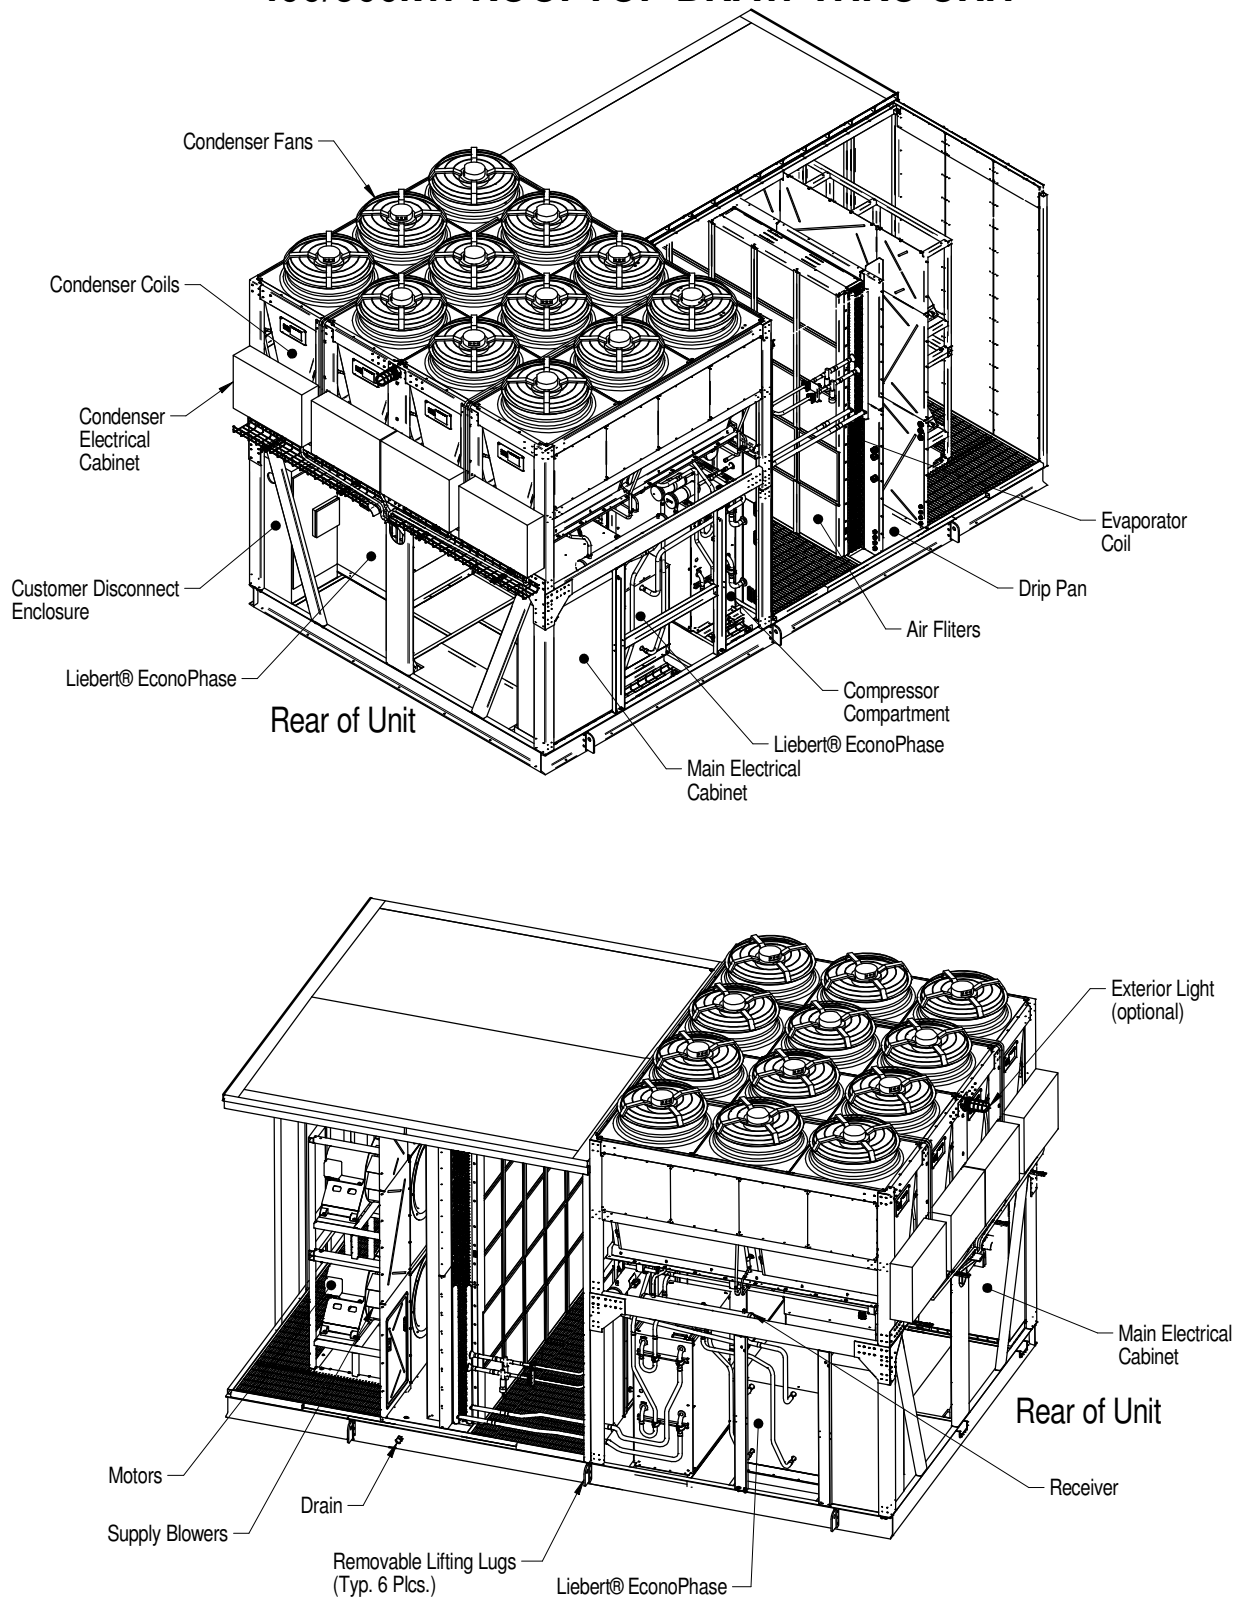 Condenser Fans
Condenser Coils
Condenser
Electrical
Cabinet
Customer Disconnect
Enclosure
Liebert® EconoPhase
Rear of Unit
Evaporator
Coil
Drip Pan
Air Fliters
Compressor
Compartment
Liebert® EconoPhase
Main Electrical
Cabinet
Exterior Light
(optional)
Main Electrical
Cabinet
Rear of Unit
Receiver
Motors
Drain
Supply Blowers
Removable Lifting Lugs
(Typ. 6 Plcs.)
Liebert® EconoPhase